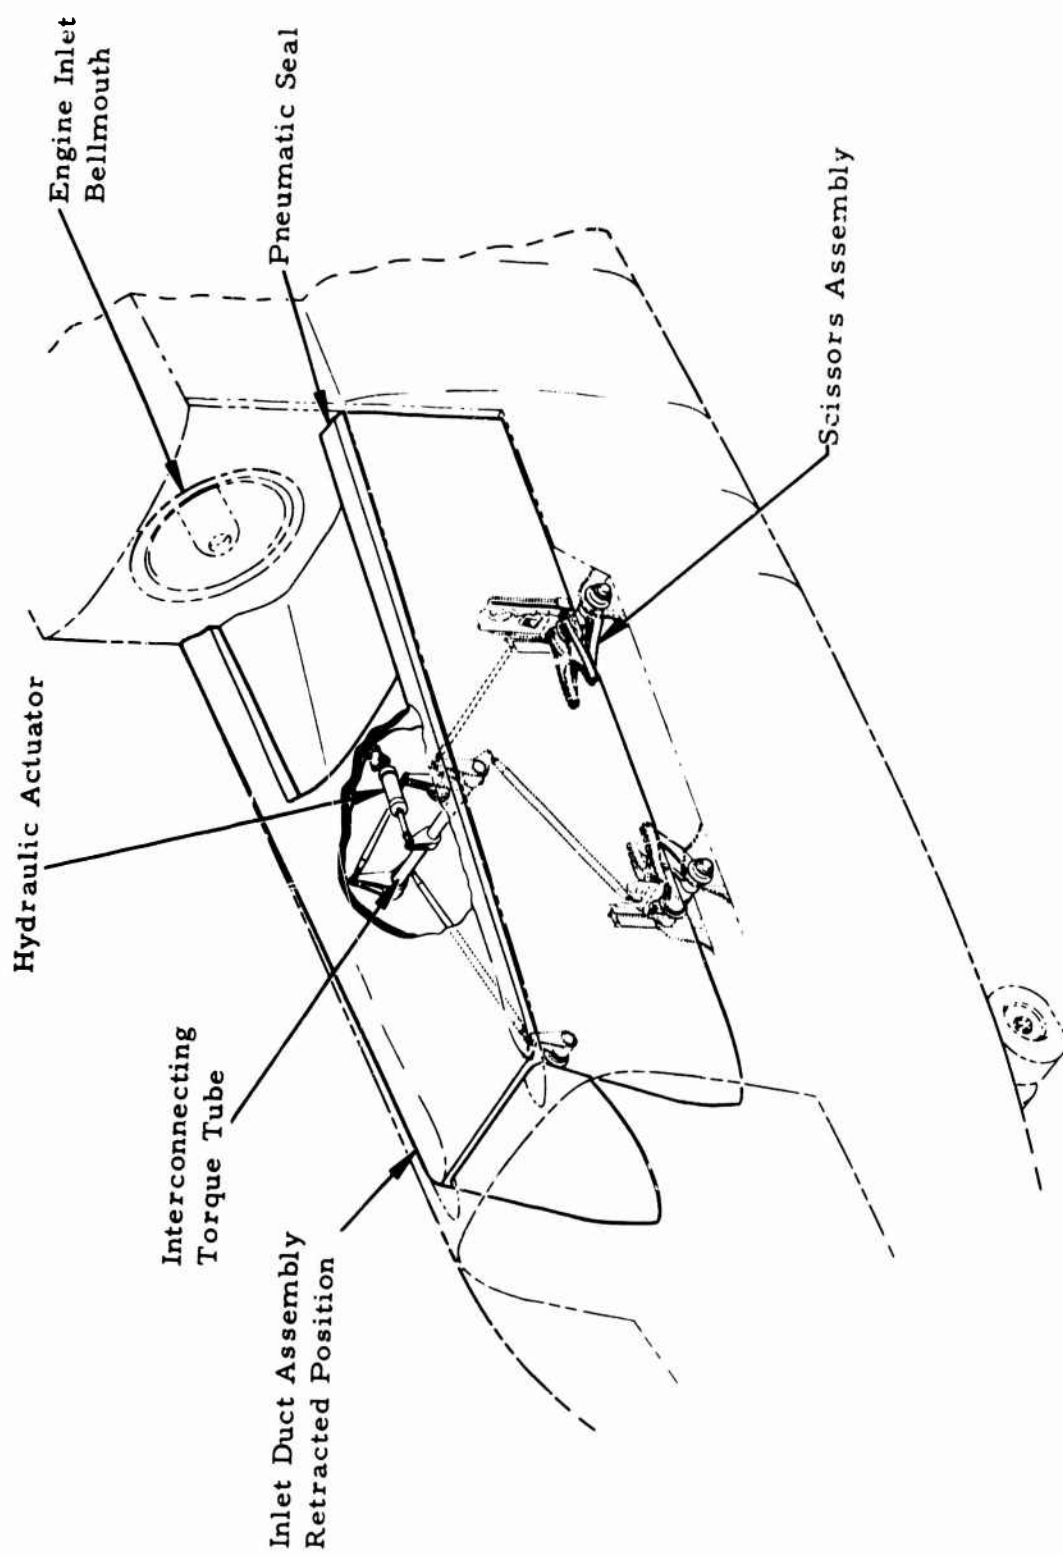 Engine Inlet
Bellmouth
Pneumatic Seal
Hydraulic Actuator
Scissors Assembly
Interconnecting
Torque Tube
Inlet Duct Assembly
Retracted Position